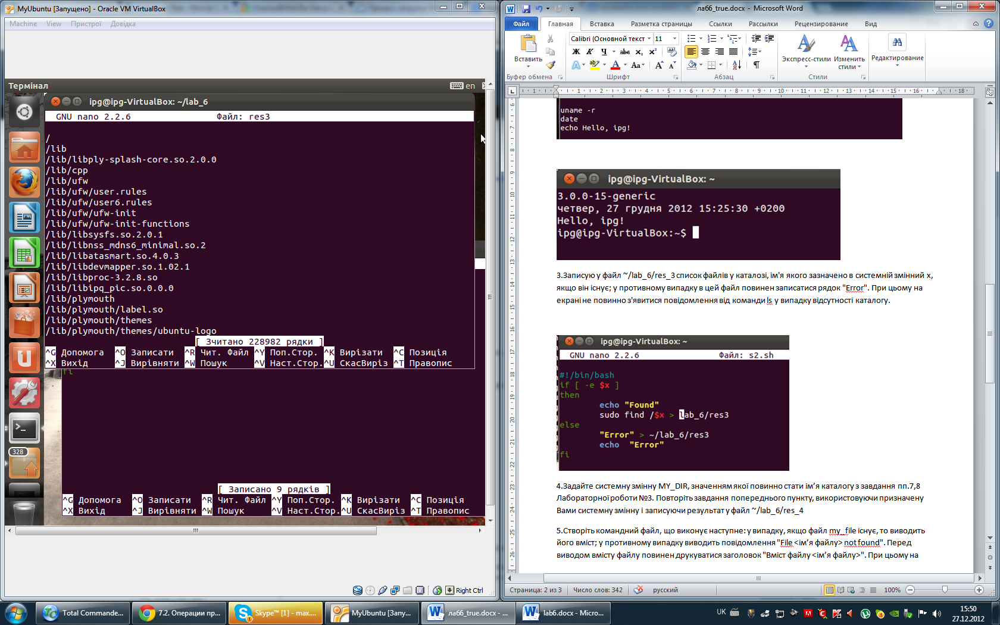 MyUbuntu [Запущено] - Oracle VM VirtualBox
Machine View Пристрої Довідка
Термінал
en
ipg@ipg-VirtualBox: ~/lab_6
GNU nano 2.2.6 Файл: res3
/
/lib
/lib/libply-splash-core.so.2.0.0
/lib/cpp
/lib/ufw
/lib/ufw/user.rules
/lib/ufw/user6.rules
/lib/ufw/ufw-init
/lib/ufw/ufw-init-functions
/lib/libsysfs.so.2.0.1
/lib/libnss_mdns6_minimal.so.2
/lib/libatasmart.so.4.0.3
/lib/libdevmapper.so.1.02.1
/lib/libproc-3.2.8.so
/lib/libipq_pic.so.0.0.0
/lib/plymouth
/lib/plymouth/label.so
/lib/plymouth/themes
/lib/plymouth/themes/ubuntu-logo
[ Зчитано 228982 рядки ]
^G Допомога ^O Записати ^R Чит. Файл ^Y Поп.Стор. ^K Вирізати ^C Позиція
^X Вихід ^J Вирівняти ^W Пошук ^V Наст.Стор. ^U СкасВиріз ^T Правопис
fi
328
[ Записано 9 рядків ]
^G Допомога ^O Записати ^R Чит. Файл ^Y Поп.Стор. ^K Вирізати ^C Позиція
^X Вихід ^J Вирівняти ^W Пошук ^V Наст.Стор. ^U СкасВиріз ^T Правопис
Right Ctrl
ла66_true.docx - Microsoft Word
Файл Главная Вставка Разметка страницы Ссылки Рассылки Рецензирование Вид
Вставить
Calibri (Основной текст 11
Ж К Ч abc x₂ x²
Aa
Экспресс-стили
Изменить стили
Редактирование
Буфер обмена Шрифт Абзац Стили
uname -r
date
echo Hello, ipg!
ipg@ipg-VirtualBox: ~
3.0.0-15-generic
четвер, 27 грудня 2012 15:25:30 +0200
Hello, ipg!
ipg@ipg-VirtualBox:~$
3.Записую у файл ~/lab_6/res_3 список файлів у каталозі, ім'я якого зазначено в системній змінний x,
якщо він існує; у противному випадку в цей файл повинен записатися рядок "Error". При цьому на
екрані не повинно з'явитися повідомлення від команди ls у випадку відсутності каталогу.
ipg@ipg-VirtualBox: ~
GNU nano 2.2.6 Файл: s2.sh
#!/bin/bash
if [ -e $x ]
then
echo "Found"
sudo find /$x > lab_6/res3
else
"Error" > ~/lab_6/res3
echo "Error"
fi
4.Задайте системну змінну MY_DIR, значенням якої повинно стати ім’я каталогу з завдання пп.7,8
Лабораторної роботи №3. Повторіть завдання попереднього пункту, використовуючи призначену
Вами системну змінну і записуючи результат у файл ~/lab_6/res_4
5.Створіть командний файл, що виконує наступне: у випадку, якщо файл my_file існує, то виводить
його вміст; у противному випадку виводить повідомлення "File <ім’я файлу> not found". Перед
виводом вмісту файлу повинен друкуватися заголовок "Вміст файлу <ім’я файлу>". При цьому на
Страница: 2 из 3 Число слов: 342 русский 100%
Total Commande...
7.2. Операции пр...
Skype™ [1] - max....
MyUbuntu [Запу...
ла66_true.docx - ...
lab6.docx - Micro...
UK
15:50
27.12.2012